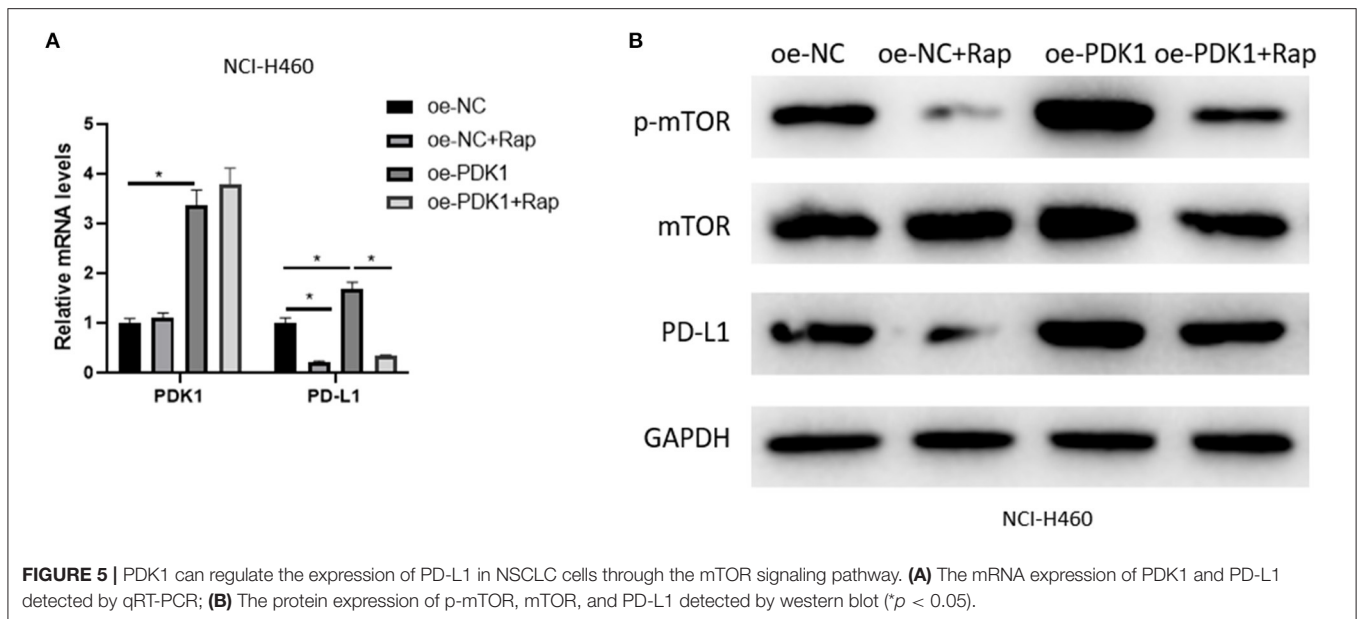 A
NCI-H460
oe-NC
oe-NC+Rap
oe-PDK1
oe-PDK1+Rap
Relative mRNA levels
5
4
3
2
1
0
*
*
*
*
PDK1
PD-L1
B
oe-NC oe-NC+Rap oe-PDK1 oe-PDK1+Rap
p-mTOR
mTOR
PD-L1
GAPDH
NCI-H460
FIGURE 5 | PDK1 can regulate the expression of PD-L1 in NSCLC cells through the mTOR signaling pathway. (A) The mRNA expression of PDK1 and PD-L1
detected by qRT-PCR; (B) The protein expression of p-mTOR, mTOR, and PD-L1 detected by western blot (*p < 0.05).